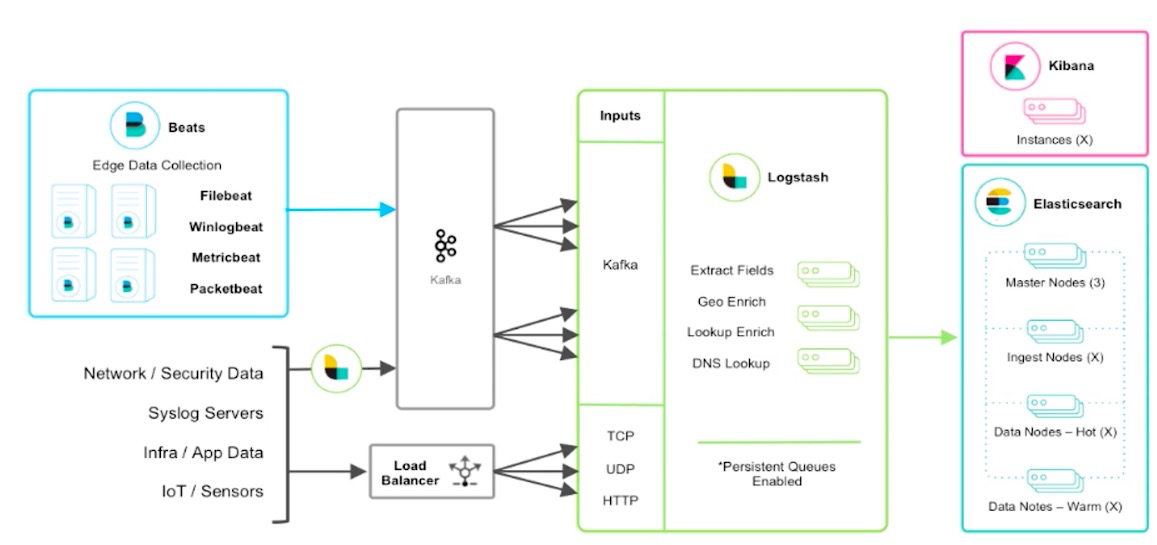 Beats
Edge Data Collection
Filebeat
Winlogbeat
Metricbeat
Packetbeat
Network / Security Data
Syslog Servers
Infra / App Data
IoT / Sensors
Kafka
Load
Balancer
Inputs
Kafka
TCP
UDP
HTTP
Logstash
Extract Fields
Geo Enrich
Lookup Enrich
DNS Lookup
*Persistent Queues
Enabled
Kibana
Instances (X)
Elasticsearch
Master Nodes (3)
Ingest Nodes (X)
Data Nodes – Hot (X)
Data Notes – Warm (X)